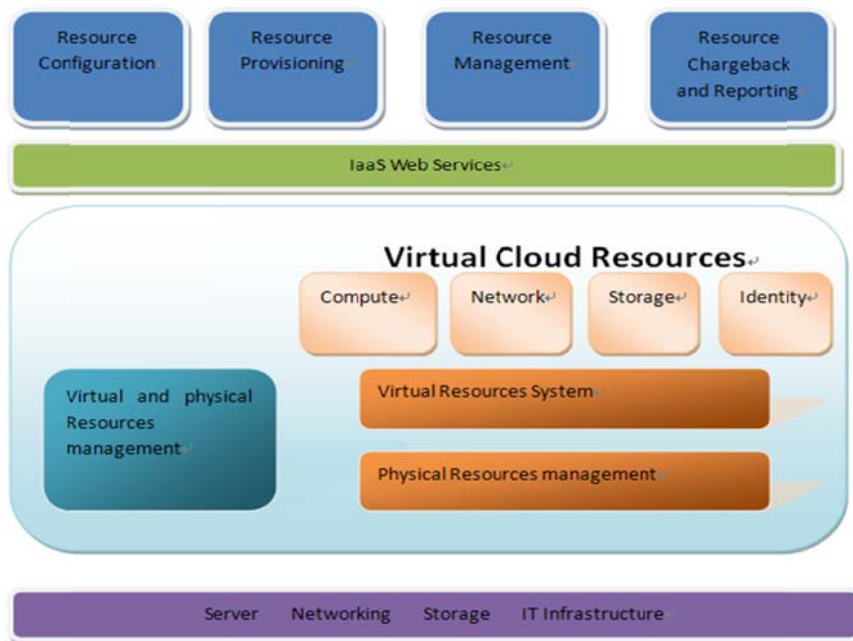 Resource
Configuration
Resource
Provisioning
Resource
Management
Resource
Chargeback
and Reporting
IaaS Web Services
Virtual Cloud Resources
Compute
Network
Storage
Identity
Virtual and physical
Resources
management
Virtual Resources System
Physical Resources management
Server Networking Storage IT Infrastructure